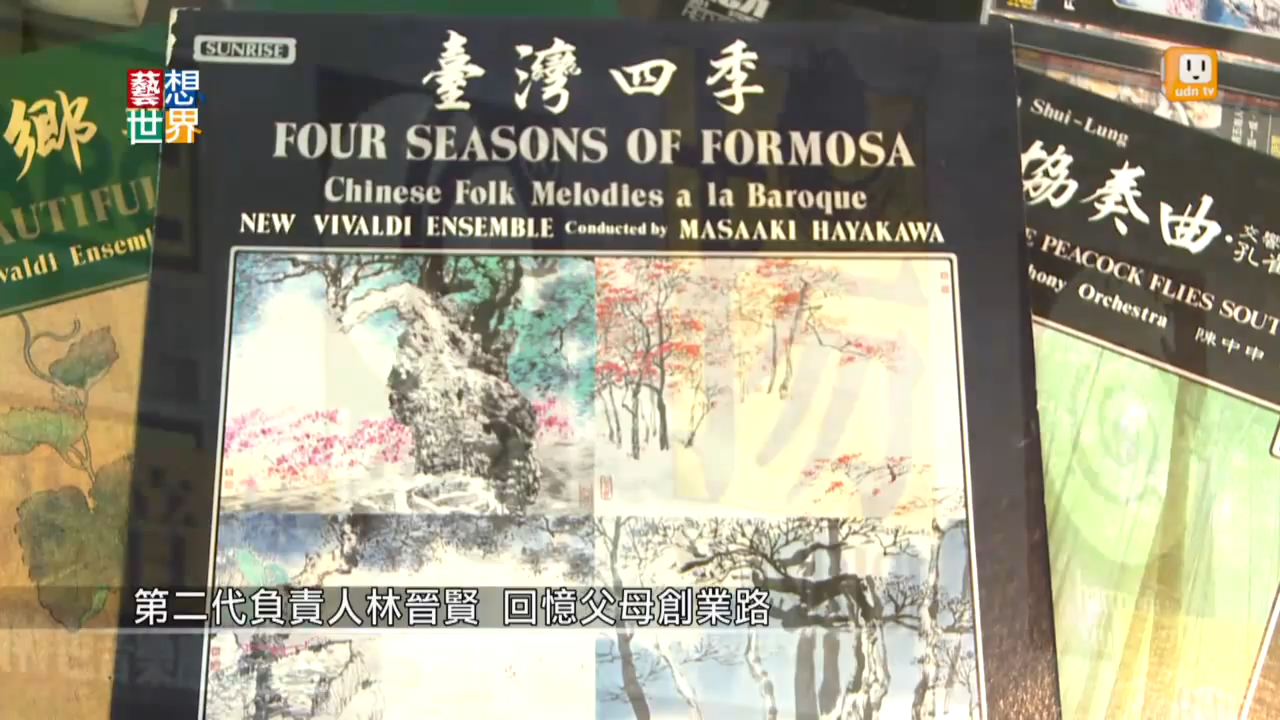 SUNRISE
臺灣四季
FOUR SEASONS OF FORMOSA
Chinese Folk Melodies a la Baroque
NEW VIVALDI ENSEMBLE Conducted by MASAAKI HAYAKAWA
藝想
世界
udn tv
鄉
AUTIFUL
valdi Ensembl
Shui-Lung
協奏曲
E PEACOCK FLIES SOUT
hony Orchestra 陳中申
第二代負責人林晉賢 回憶父母創業路